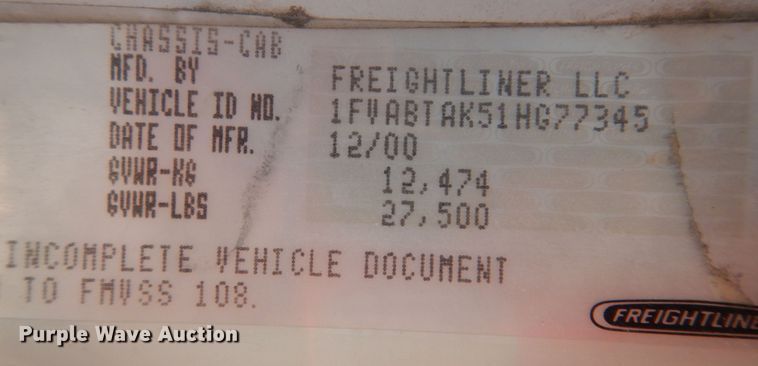 CHASSIS-CAB
MFD. BY FREIGHTLINER LLC
VEHICLE ID NO. 1FVABTAK51HG77345
DATE OF MFR. 12/00
GVWR-KG 12,474
GVWR-LBS 27,500
INCOMPLETE VEHICLE DOCUMENT
TO FMVSS 108.
FREIGHTLINE
Purple Wave Auction